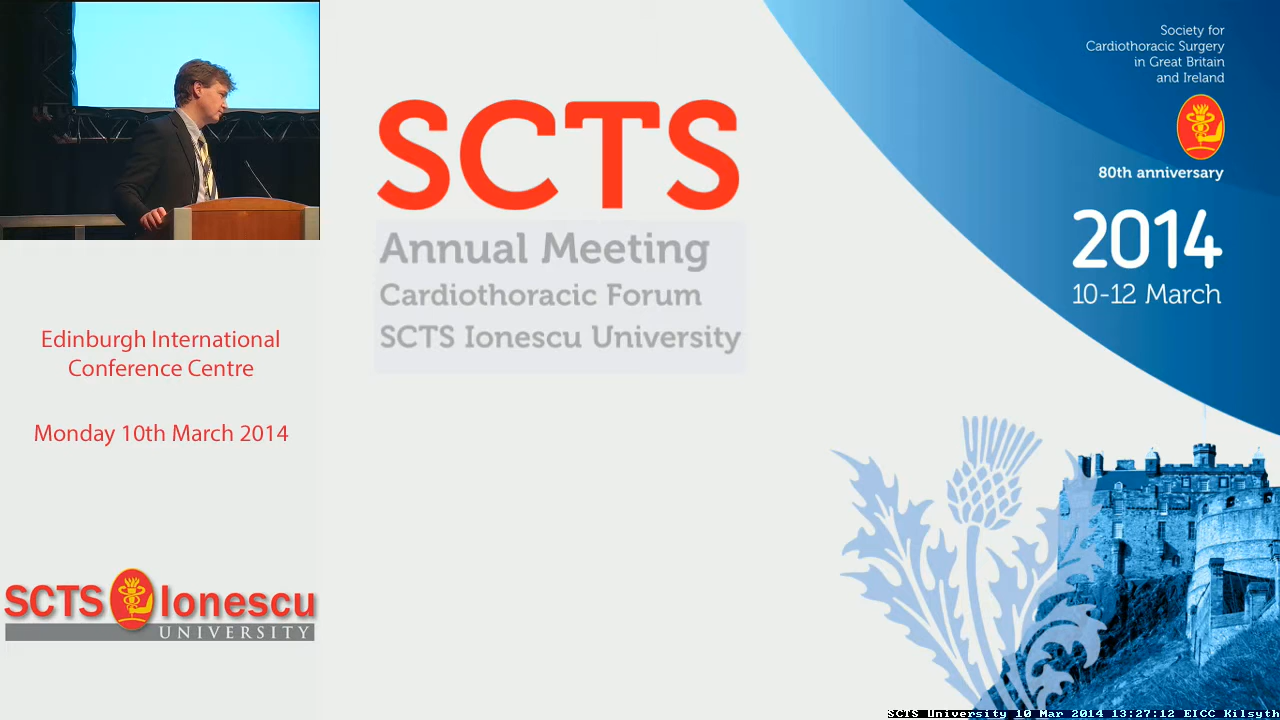 Edinburgh International
Conference Centre
Monday 10th March 2014
SCTS Ionescu
UNIVERSITY
SCTS
Annual Meeting
Cardiothoracic Forum
SCTS Ionescu University
Society for
Cardiothoracic Surgery
in Great Britain
and Ireland
80th anniversary
2014
10-12 March
SCTS University 10 Mar 2014 13:27:12 EICC Kilsyth